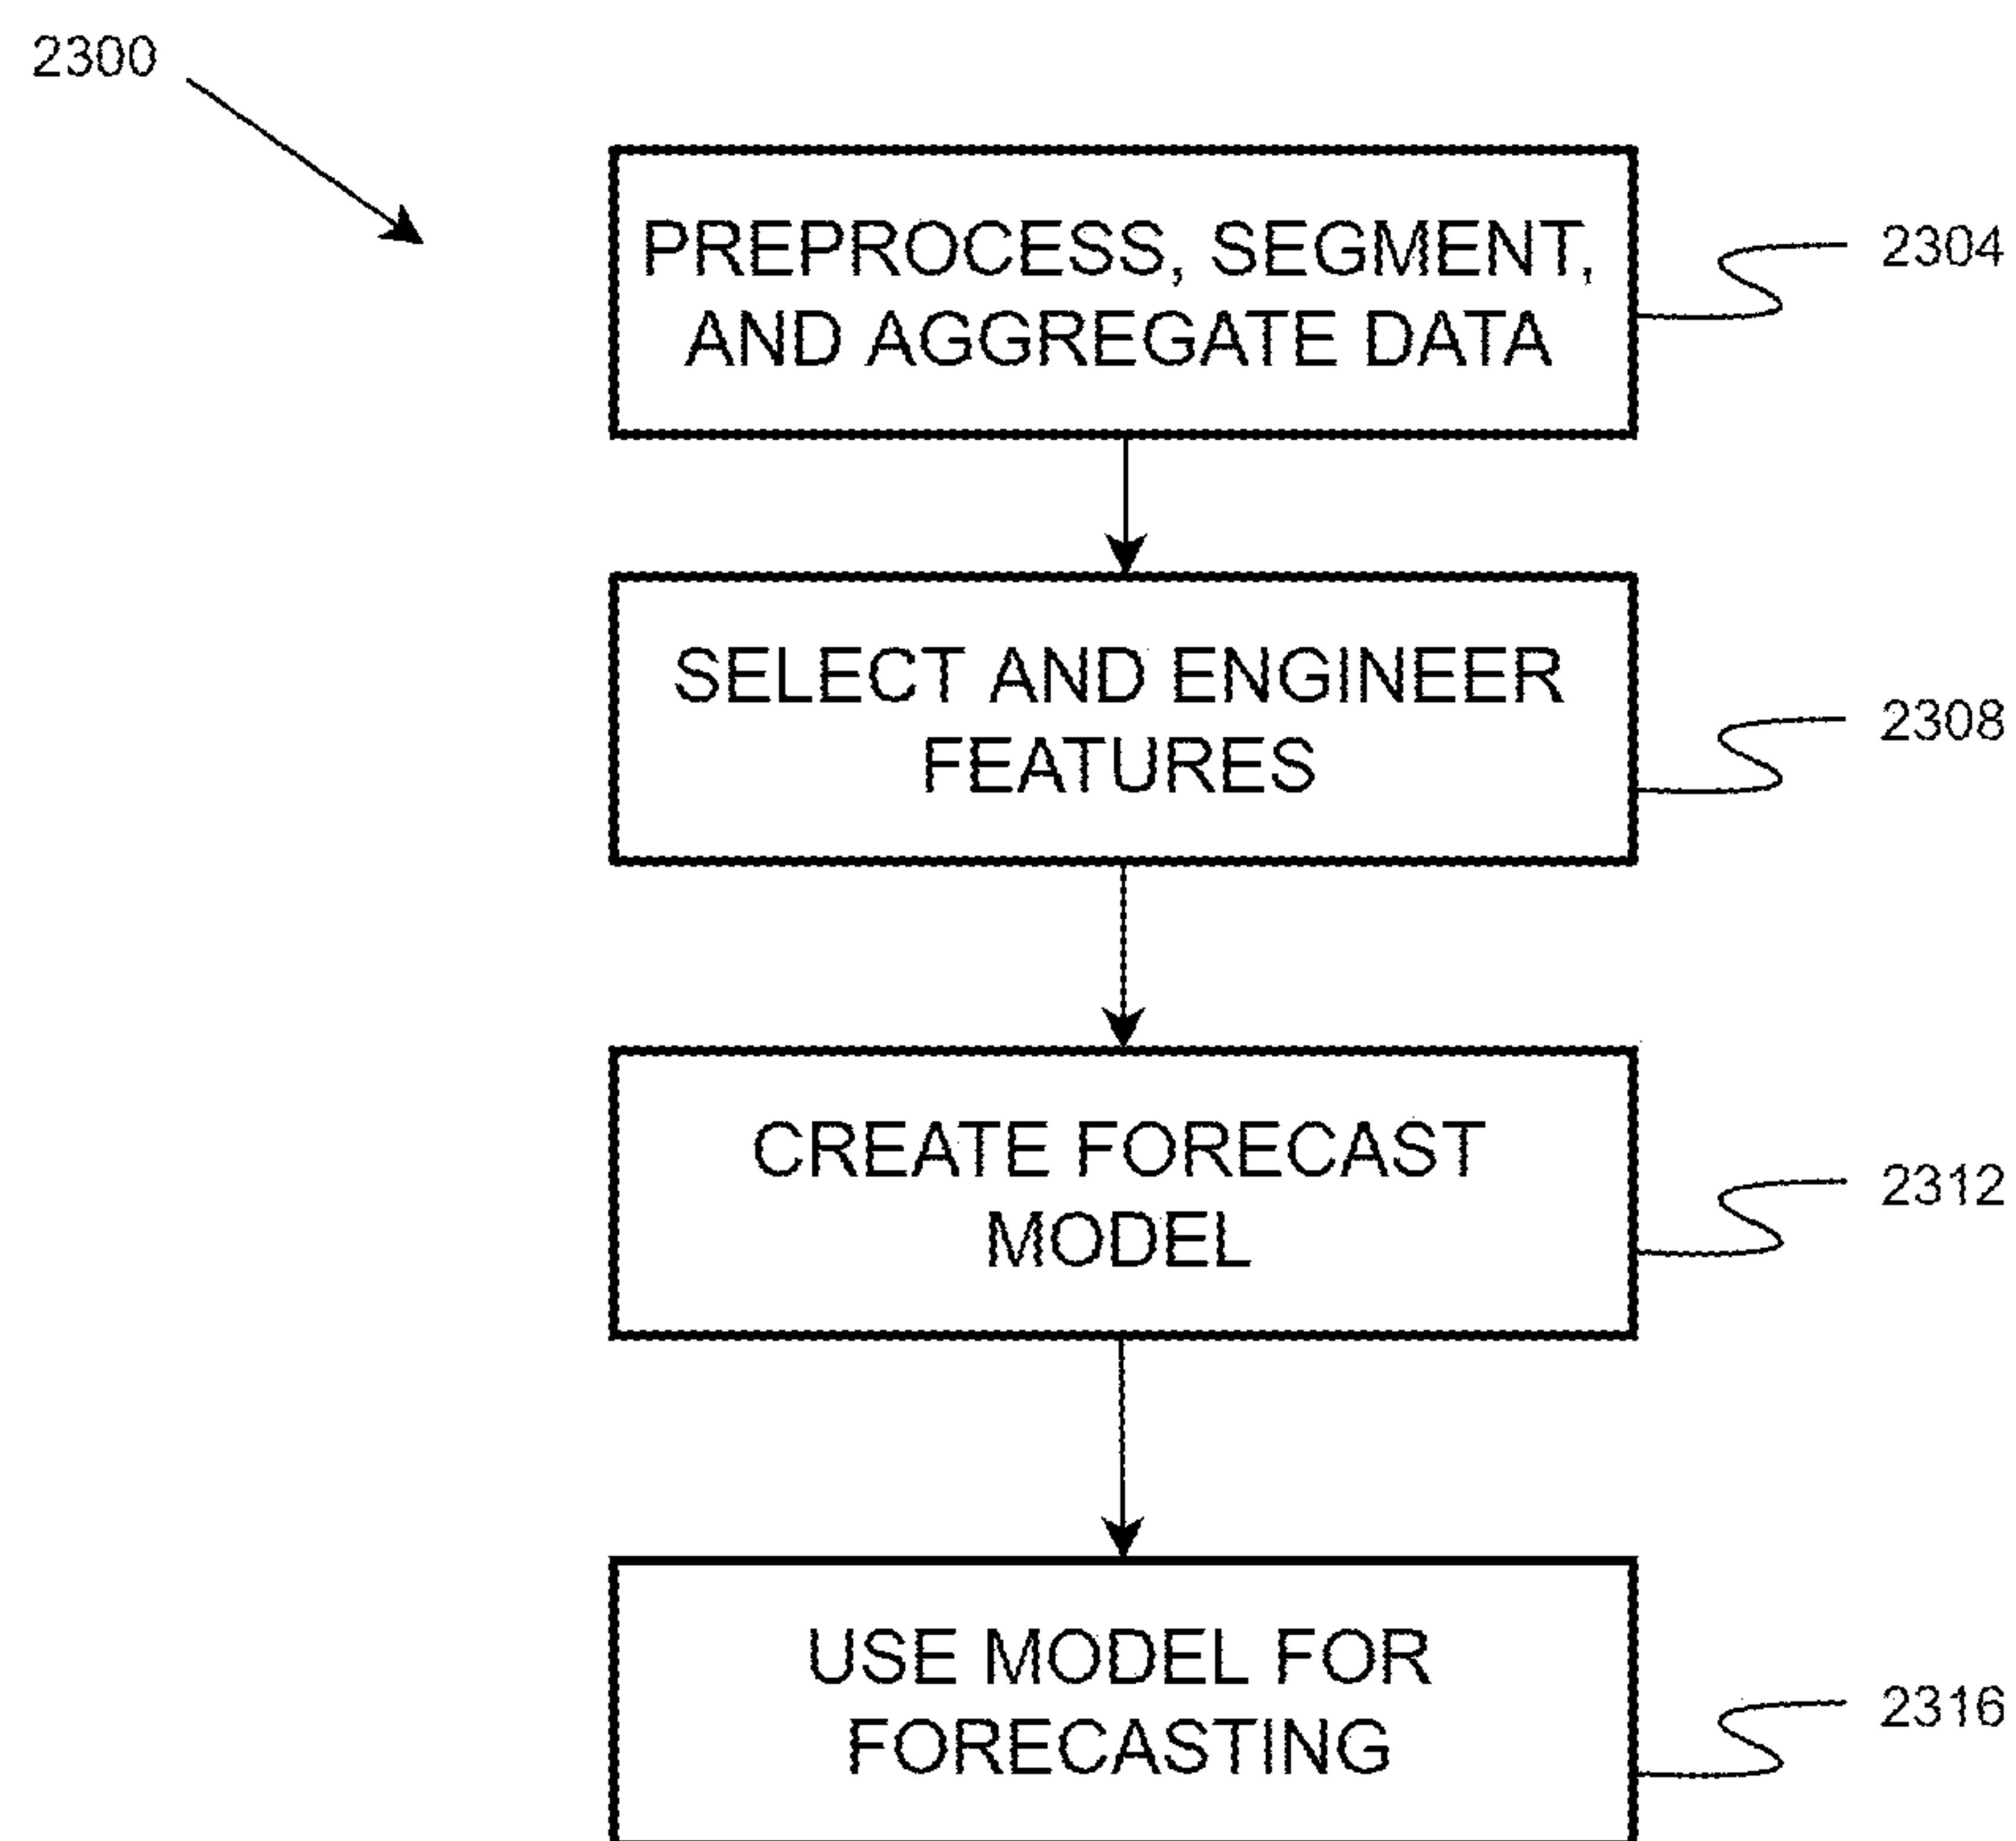 2300
PREPROCESS, SEGMENT,
AND AGGREGATE DATA
2304
SELECT AND ENGINEER
FEATURES
2308
CREATE FORECAST
MODEL
2312
USE MODEL FOR
FORECASTING
2316